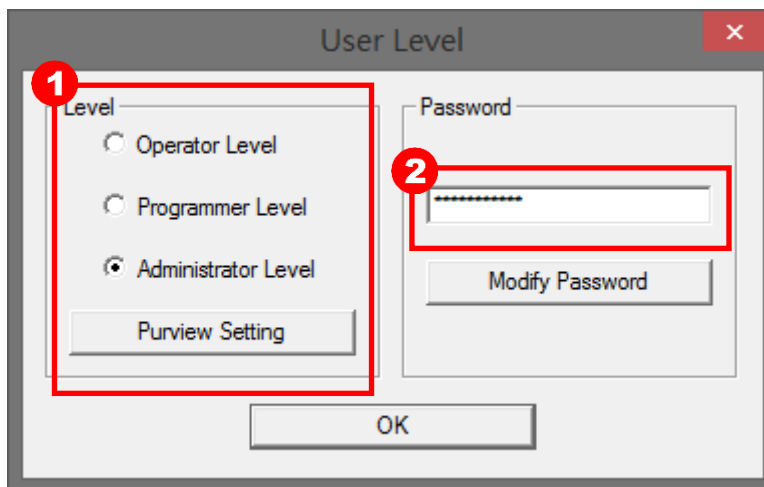 User Level
1
Level
Operator Level
Programmer Level
Administrator Level
Purview Setting
Password
2
***********
Modify Password
OK